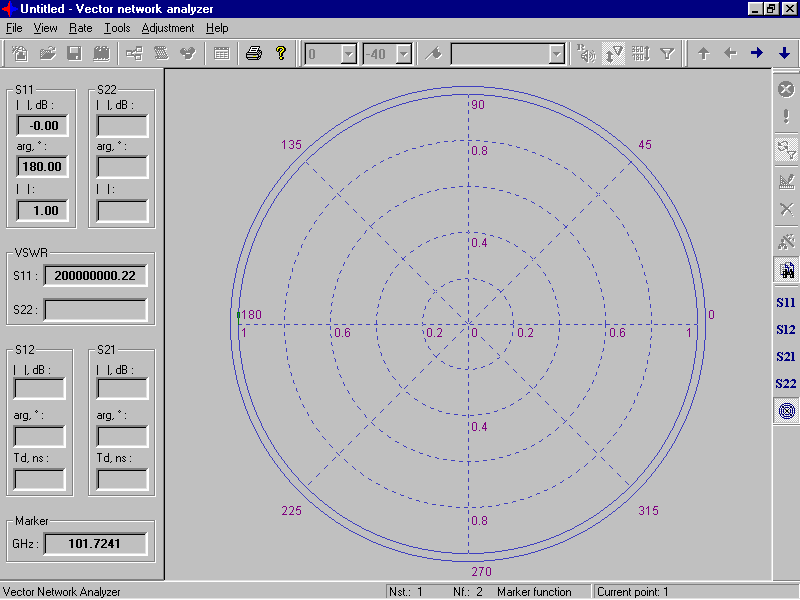 Untitled - Vector network analyzer
File View Rate Tools Adjustment Help
0 -40
S11 S22
| |, dB : | |, dB :
-0.00
arg, ° : arg, ° :
180.00
| | : | | :
1.00
VSWR
S11 : 200000000.22
S22 :
S12 S21
| |, dB : | |, dB :
arg, ° : arg, ° :
Td, ns : Td, ns :
Marker
GHz : 101.7241
90
135 45
0.8
0.4
180 0
1 0.6 0.2 0 0.2 0.6 1
0.4
225 315
0.8
270
S11
S12
S21
S22
Vector Network Analyzer Nst.: 1 Nf.: 2 Marker function Current point: 1